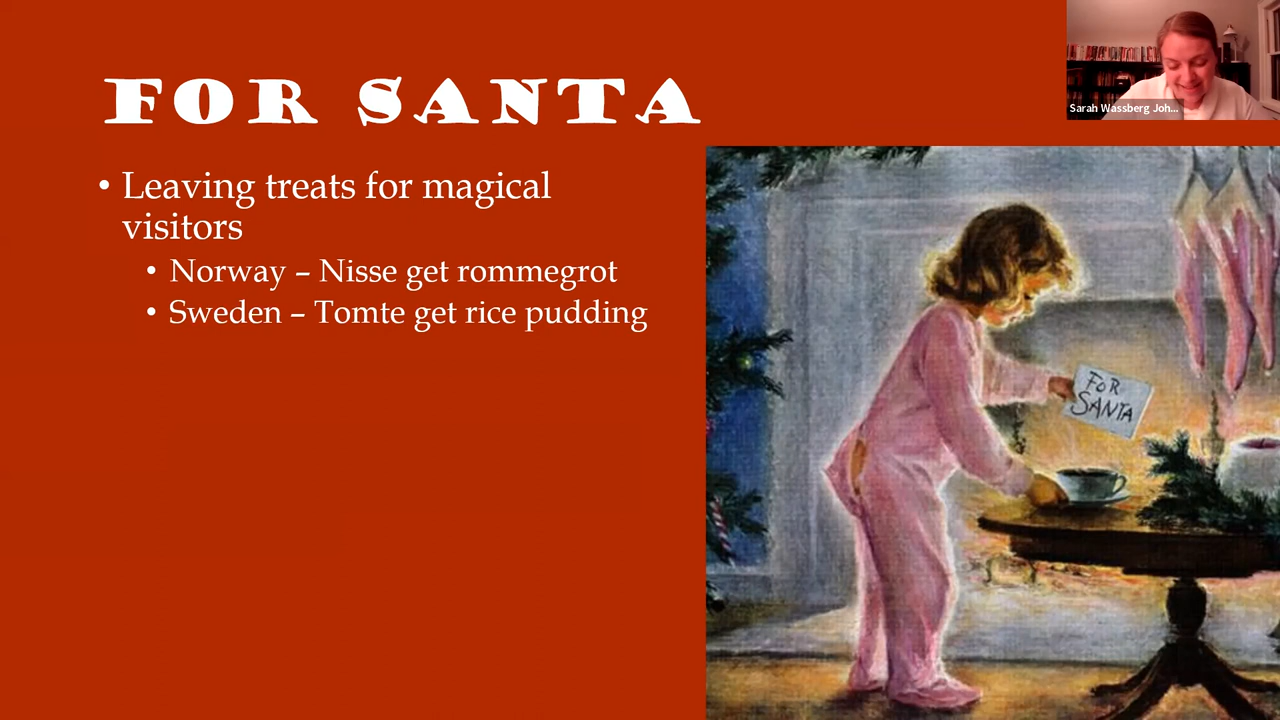 FOR SANTA
Sarah Wassberg Joh...
• Leaving treats for magical
visitors
• Norway – Nisse get rommegrot
• Sweden – Tomte get rice pudding
FOR
SANTA